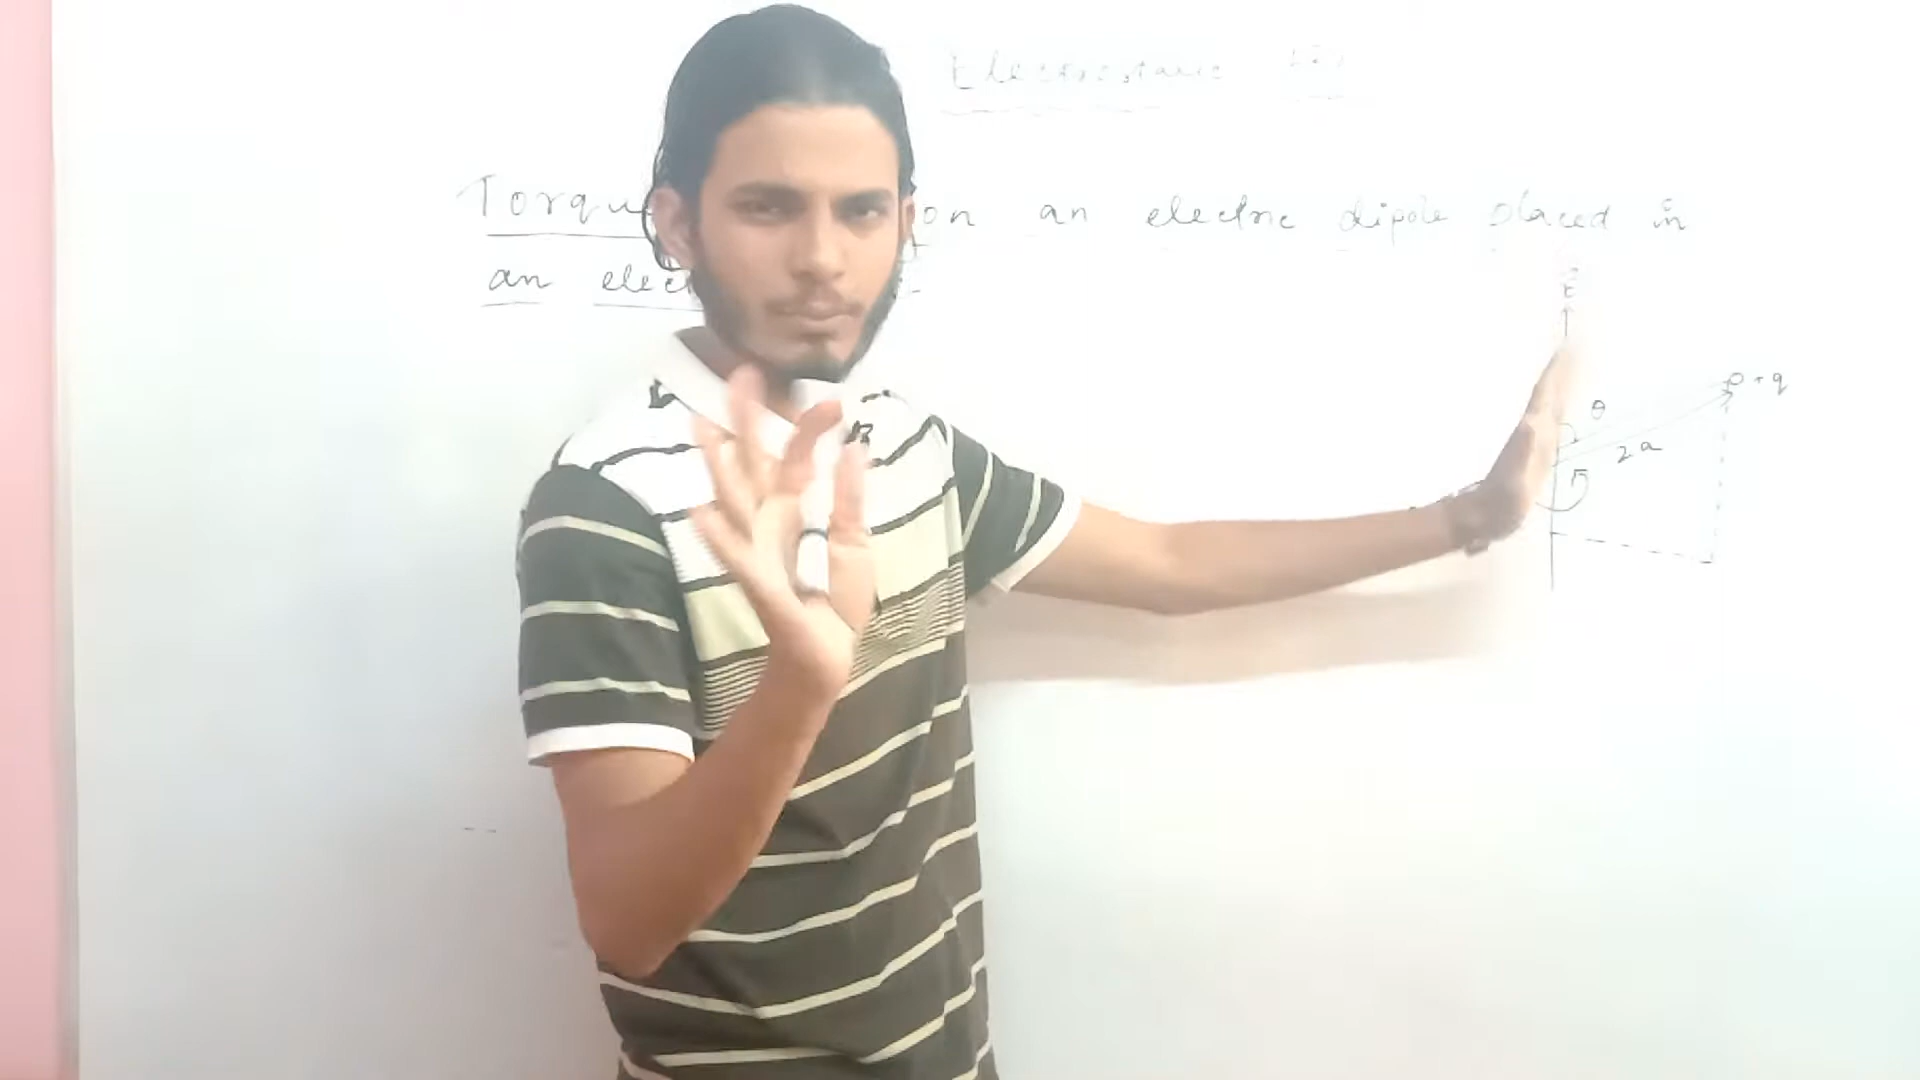 Electrostatic
Torqu on an electric dipole placed in
an elec
E
θ
+q
2a